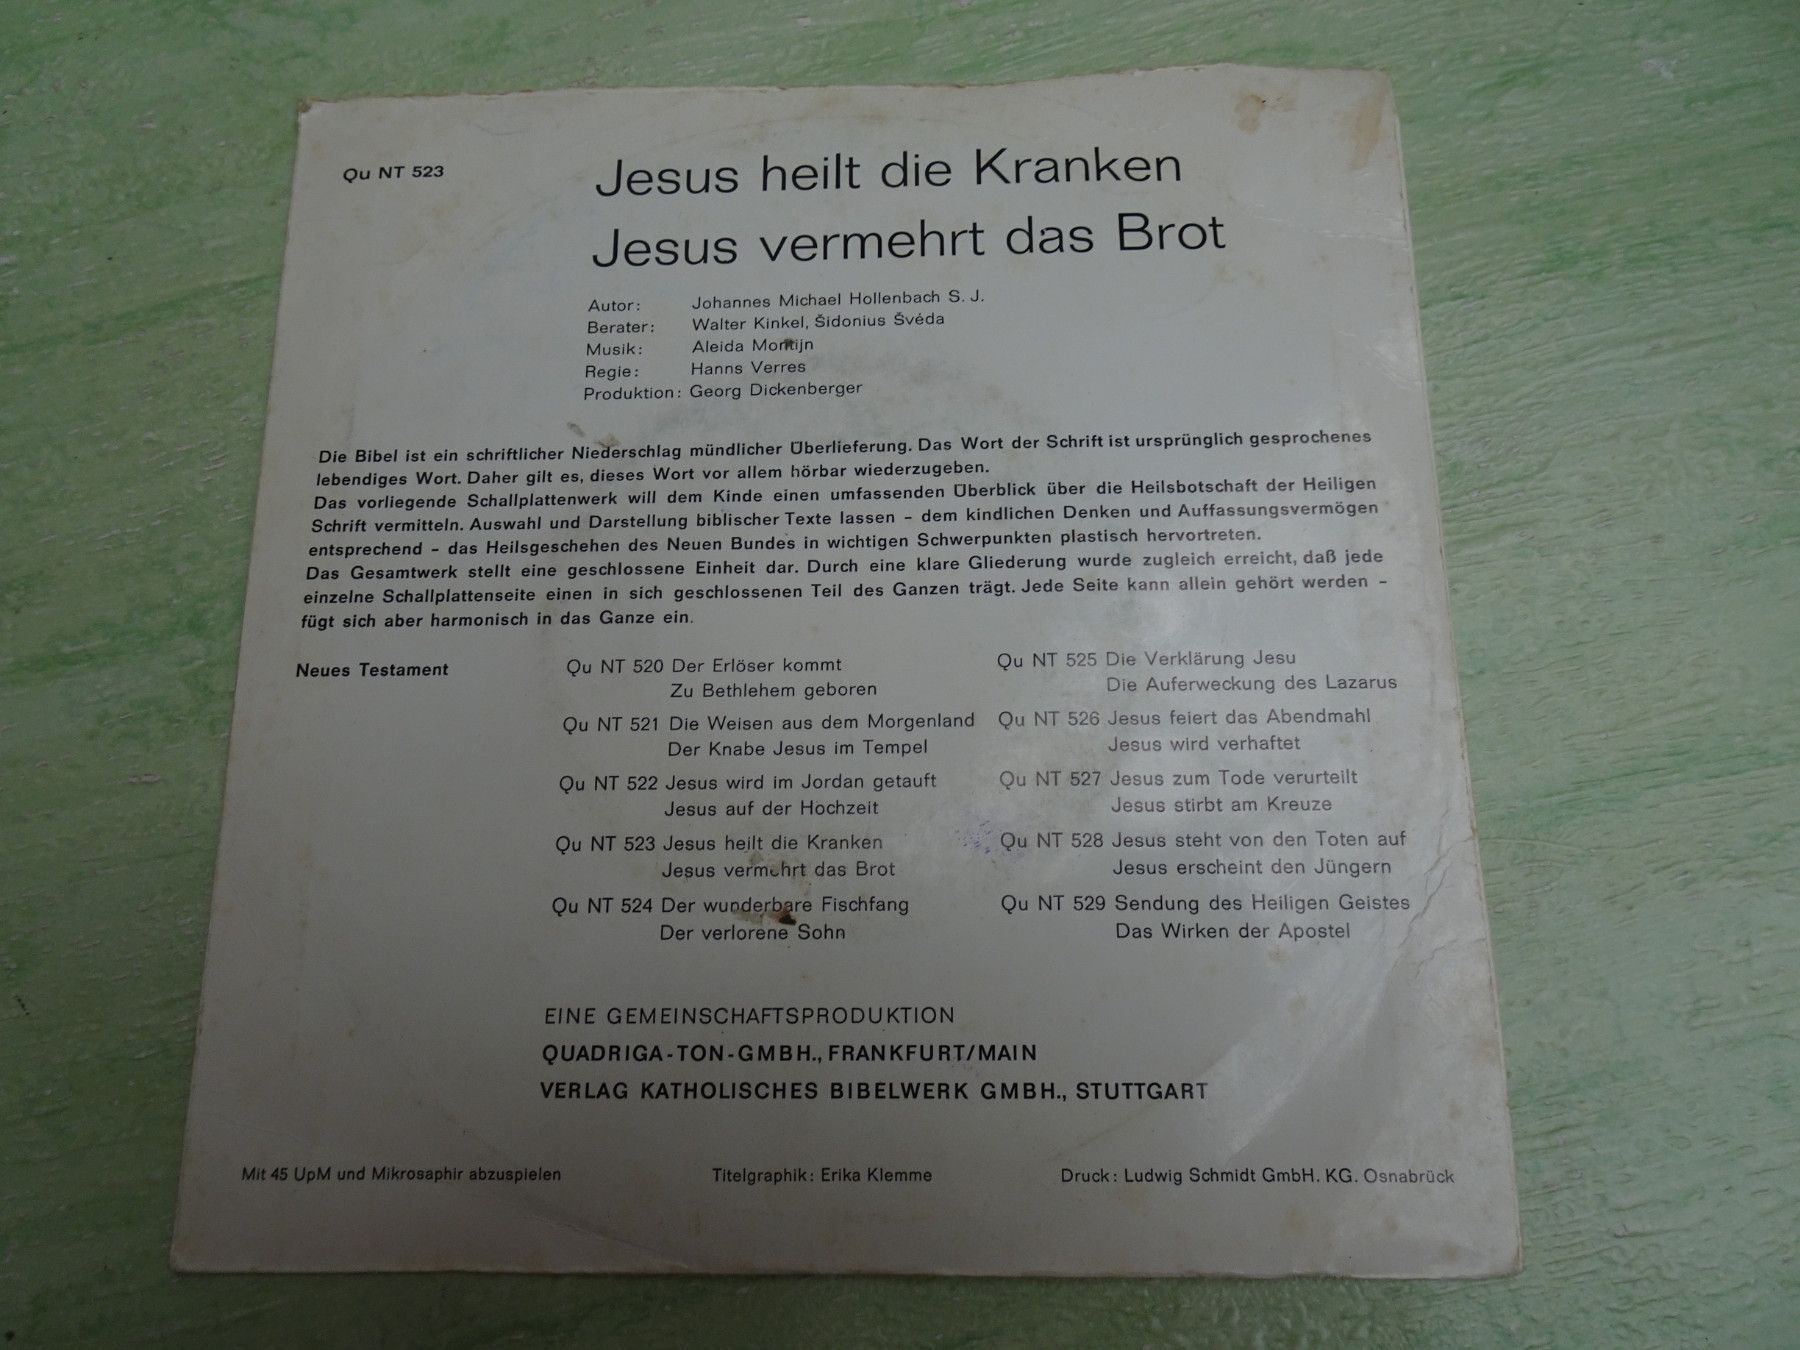 Qu NT 523
Jesus heilt die Kranken
Jesus vermehrt das Brot
Autor: Johannes Michael Hollenbach S. J.
Berater: Walter Kinkel, Šidonius Švéda
Musik: Aleida Montijn
Regie: Hanns Verres
Produktion: Georg Dickenberger
Die Bibel ist ein schriftlicher Niederschlag mündlicher Überlieferung. Das Wort der Schrift ist ursprünglich gesprochenes
lebendiges Wort. Daher gilt es, dieses Wort vor allem hörbar wiederzugeben.
Das vorliegende Schallplattenwerk will dem Kinde einen umfassenden Überblick über die Heilsbotschaft der Heiligen
Schrift vermitteln. Auswahl und Darstellung biblischer Texte lassen – dem kindlichen Denken und Auffassungsvermögen
entsprechend – das Heilsgeschehen des Neuen Bundes in wichtigen Schwerpunkten plastisch hervortreten.
Das Gesamtwerk stellt eine geschlossene Einheit dar. Durch eine klare Gliederung wurde zugleich erreicht, daß jede
einzelne Schallplattenseite einen in sich geschlossenen Teil des Ganzen trägt. Jede Seite kann allein gehört werden –
fügt sich aber harmonisch in das Ganze ein.
Neues Testament
Qu NT 520 Der Erlöser kommt
Zu Bethlehem geboren
Qu NT 521 Die Weisen aus dem Morgenland
Der Knabe Jesus im Tempel
Qu NT 522 Jesus wird im Jordan getauft
Jesus auf der Hochzeit
Qu NT 523 Jesus heilt die Kranken
Jesus vermehrt das Brot
Qu NT 524 Der wunderbare Fischfang
Der verlorene Sohn
Qu NT 525 Die Verklärung Jesu
Die Auferweckung des Lazarus
Qu NT 526 Jesus feiert das Abendmahl
Jesus wird verhaftet
Qu NT 527 Jesus zum Tode verurteilt
Jesus stirbt am Kreuze
Qu NT 528 Jesus steht von den Toten auf
Jesus erscheint den Jüngern
Qu NT 529 Sendung des Heiligen Geistes
Das Wirken der Apostel
EINE GEMEINSCHAFTSPRODUKTION
QUADRIGA-TON-GMBH., FRANKFURT/MAIN
VERLAG KATHOLISCHES BIBELWERK GMBH., STUTTGART
Mit 45 UpM und Mikrosaphir abzuspielen
Titelgraphik: Erika Klemme
Druck: Ludwig Schmidt GmbH. KG. Osnabrück